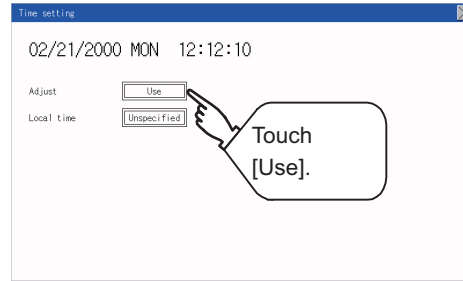 Time setting
02/21/2000 MON 12:12:10
Adjust Use
Local time Unspecified
Touch
[Use].